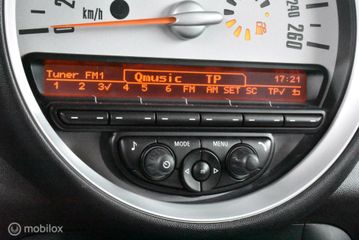 0 km/h 240 260
Tuner FM1 Qmusic TP 17:21
1 2 3√ 4 5 6 FM AM SET SC TP√
MODE MENU
mobilox